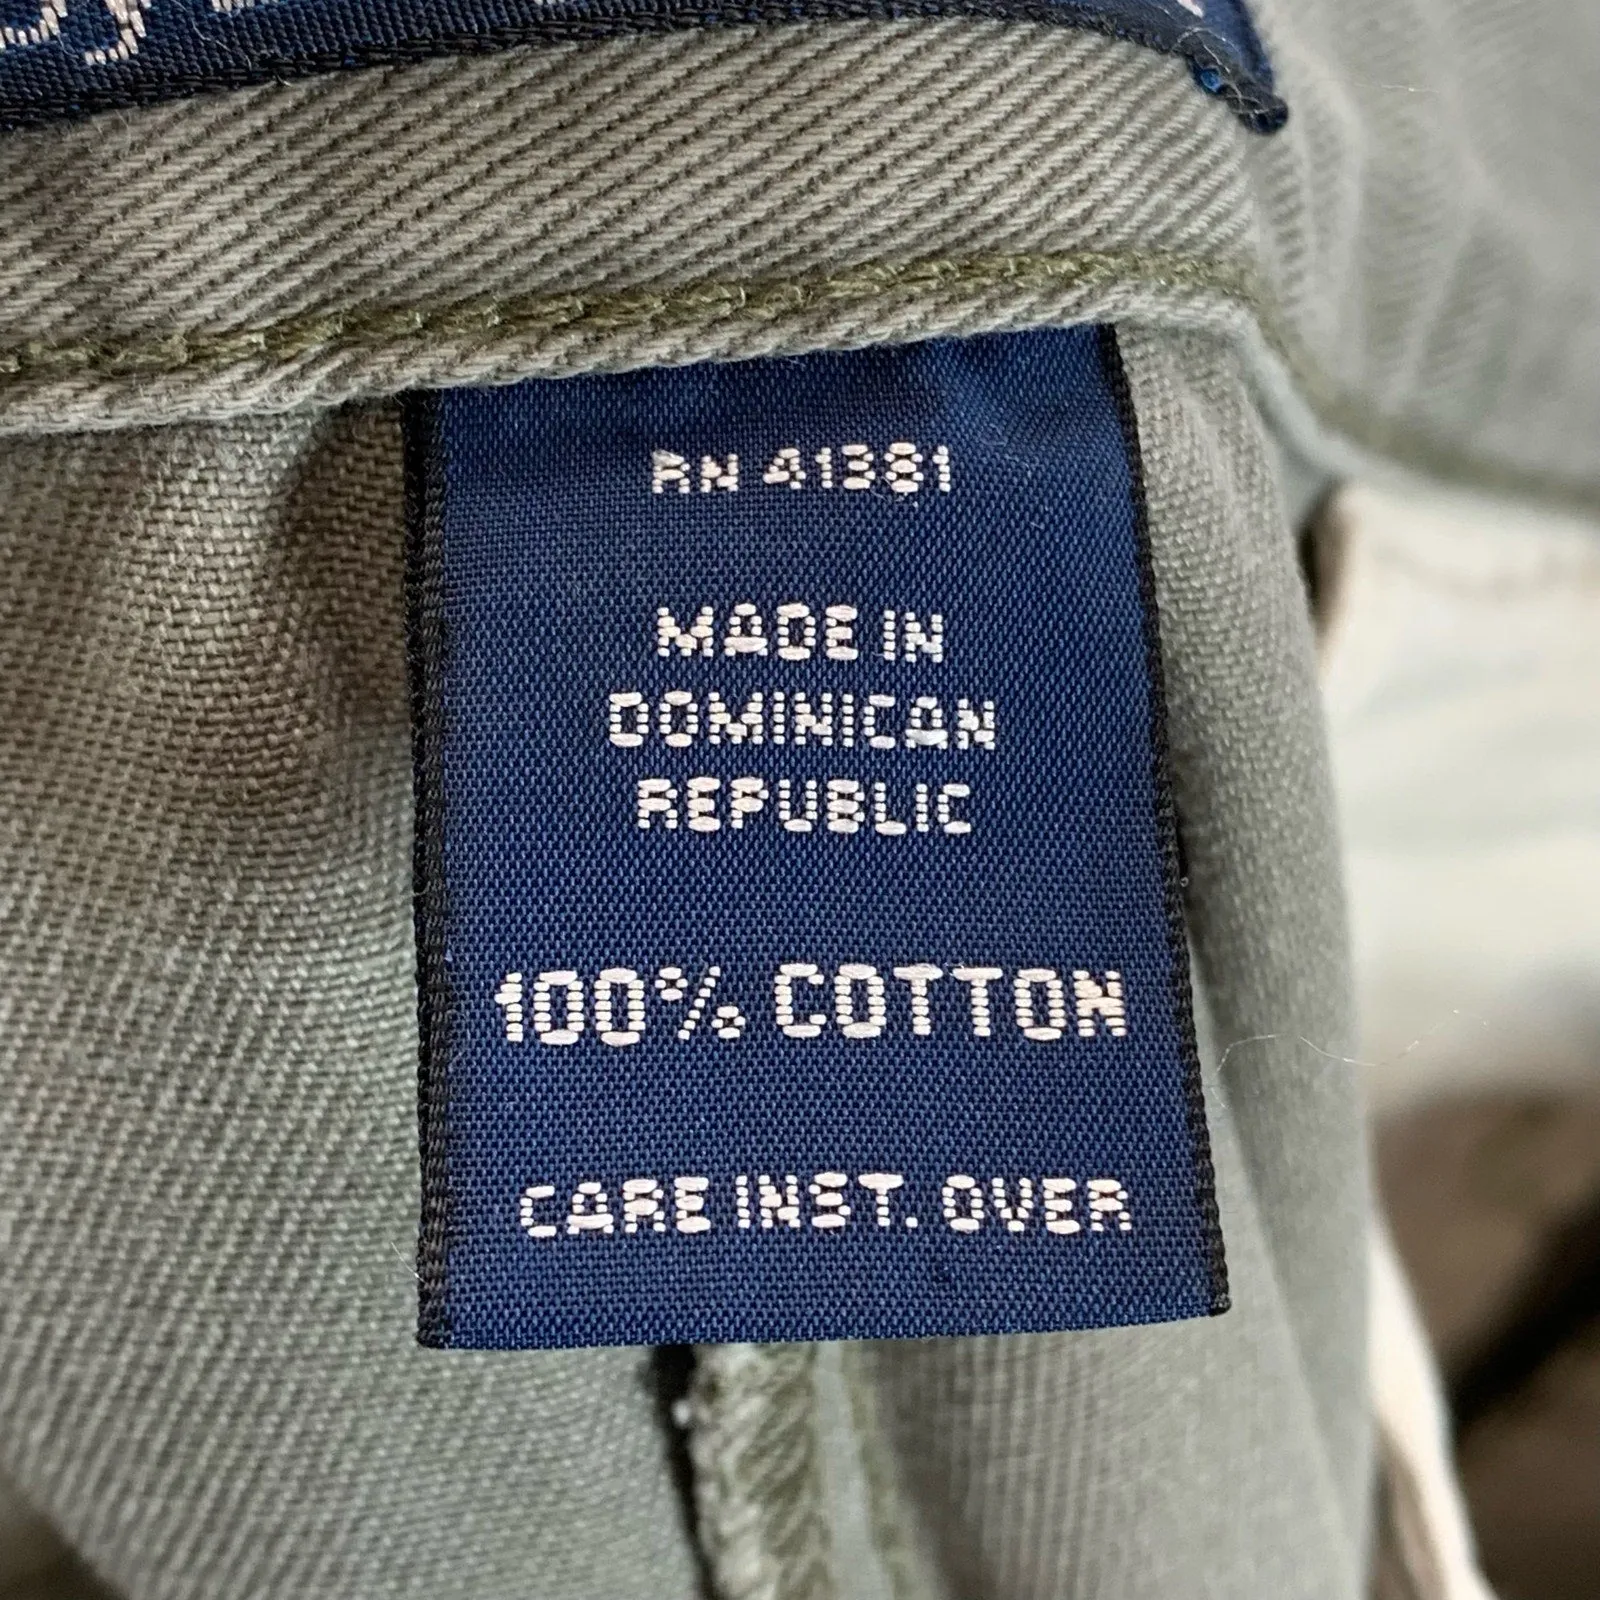 RN 41381
MADE IN
DOMINICAN
REPUBLIC
100% COTTON
CARE INST. OVER